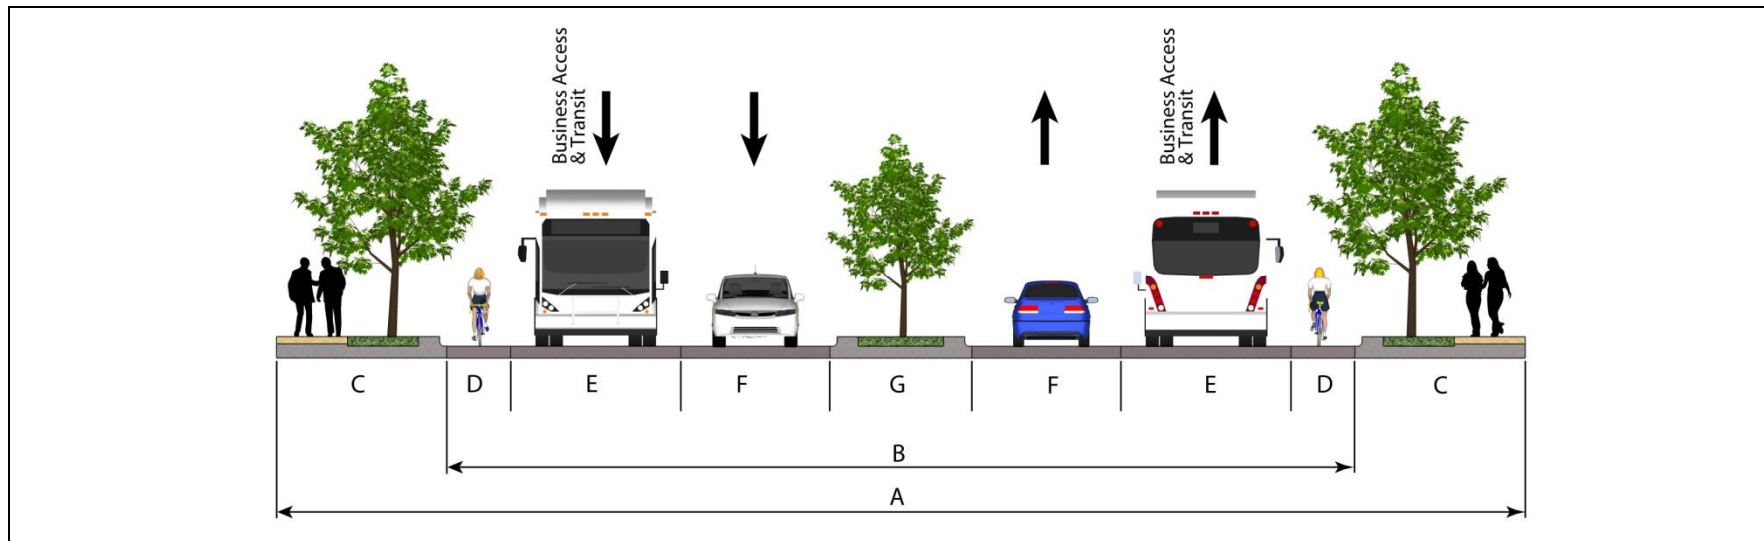 Business Access
& Transit
Business Access
& Transit
C
D
E
F
G
F
E
D
C
B
A